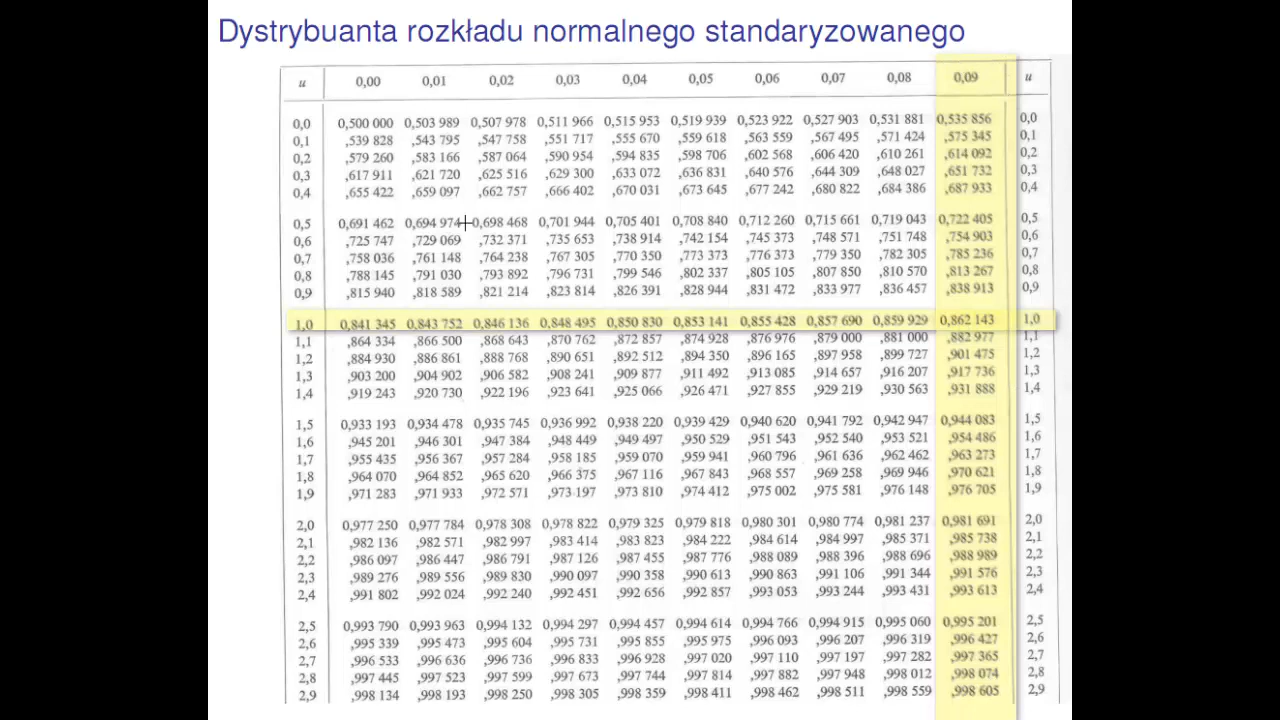 Dystrybuanta rozkładu normalnego standaryzowanego
u 0,00 0,01 0,02 0,03 0,04 0,05 0,06 0,07 0,08 0,09 u
0,0 0,500 000 0,503 989 0,507 978 0,511 966 0,515 953 0,519 939 0,523 922 0,527 903 0,531 881 0,535 856 0,0
0,1 ,539 828 ,543 795 ,547 758 ,551 717 ,555 670 ,559 618 ,563 559 ,567 495 ,571 424 ,575 345 0,1
0,2 ,579 260 ,583 166 ,587 064 ,590 954 ,594 835 ,598 706 ,602 568 ,606 420 ,610 261 ,614 092 0,2
0,3 ,617 911 ,621 720 ,625 516 ,629 300 ,633 072 ,636 831 ,640 576 ,644 309 ,648 027 ,651 732 0,3
0,4 ,655 422 ,659 097 ,662 757 ,666 402 ,670 031 ,673 645 ,677 242 ,680 822 ,684 386 ,687 933 0,4
0,5 0,691 462 0,694 974 0,698 468 0,701 944 0,705 401 0,708 840 0,712 260 0,715 661 0,719 043 0,722 405 0,5
0,6 ,725 747 ,729 069 ,732 371 ,735 653 ,738 914 ,742 154 ,745 373 ,748 571 ,751 748 ,754 903 0,6
0,7 ,758 036 ,761 148 ,764 238 ,767 305 ,770 350 ,773 373 ,776 373 ,779 350 ,782 305 ,785 236 0,7
0,8 ,788 145 ,791 030 ,793 892 ,796 731 ,799 546 ,802 337 ,805 105 ,807 850 ,810 570 ,813 267 0,8
0,9 ,815 940 ,818 589 ,821 214 ,823 814 ,826 391 ,828 944 ,831 472 ,833 977 ,836 457 ,838 913 0,9
1,0 0,841 345 0,843 752 0,846 136 0,848 495 0,850 830 0,853 141 0,855 428 0,857 690 0,859 929 0,862 143 1,0
1,1 ,864 334 ,866 500 ,868 643 ,870 762 ,872 857 ,874 928 ,876 976 ,879 000 ,881 000 ,882 977 1,1
1,2 ,884 930 ,886 861 ,888 768 ,890 651 ,892 512 ,894 350 ,896 165 ,897 958 ,899 727 ,901 475 1,2
1,3 ,903 200 ,904 902 ,906 582 ,908 241 ,909 877 ,911 492 ,913 085 ,914 657 ,916 207 ,917 736 1,3
1,4 ,919 243 ,920 730 ,922 196 ,923 641 ,925 066 ,926 471 ,927 855 ,929 219 ,930 563 ,931 888 1,4
1,5 0,933 193 0,934 478 0,935 745 0,936 992 0,938 220 0,939 429 0,940 620 0,941 792 0,942 947 0,944 083 1,5
1,6 ,945 201 ,946 301 ,947 384 ,948 449 ,949 497 ,950 529 ,951 543 ,952 540 ,953 521 ,954 486 1,6
1,7 ,955 435 ,956 367 ,957 284 ,958 185 ,959 070 ,959 941 ,960 796 ,961 636 ,962 462 ,963 273 1,7
1,8 ,964 070 ,964 852 ,965 620 ,966 375 ,967 116 ,967 843 ,968 557 ,969 258 ,969 946 ,970 621 1,8
1,9 ,971 283 ,971 933 ,972 571 ,973 197 ,973 810 ,974 412 ,975 002 ,975 581 ,976 148 ,976 705 1,9
2,0 0,977 250 0,977 784 0,978 308 0,978 822 0,979 325 0,979 818 0,980 301 0,980 774 0,981 237 0,981 691 2,0
2,1 ,982 136 ,982 571 ,982 997 ,983 414 ,983 823 ,984 222 ,984 614 ,984 997 ,985 371 ,985 738 2,1
2,2 ,986 097 ,986 447 ,986 791 ,987 126 ,987 455 ,987 776 ,988 089 ,988 396 ,988 696 ,988 989 2,2
2,3 ,989 276 ,989 556 ,989 830 ,990 097 ,990 358 ,990 613 ,990 863 ,991 106 ,991 344 ,991 576 2,3
2,4 ,991 802 ,992 024 ,992 240 ,992 451 ,992 656 ,992 857 ,993 053 ,993 244 ,993 431 ,993 613 2,4
2,5 0,993 790 0,993 963 0,994 132 0,994 297 0,994 457 0,994 614 0,994 766 0,994 915 0,995 060 0,995 201 2,5
2,6 ,995 339 ,995 473 ,995 604 ,995 731 ,995 855 ,995 975 ,996 093 ,996 207 ,996 319 ,996 427 2,6
2,7 ,996 533 ,996 636 ,996 736 ,996 833 ,996 928 ,997 020 ,997 110 ,997 197 ,997 282 ,997 365 2,7
2,8 ,997 445 ,997 523 ,997 599 ,997 673 ,997 744 ,997 814 ,997 882 ,997 948 ,998 012 ,998 074 2,8
2,9 ,998 134 ,998 193 ,998 250 ,998 305 ,998 359 ,998 411 ,998 462 ,998 511 ,998 559 ,998 605 2,9